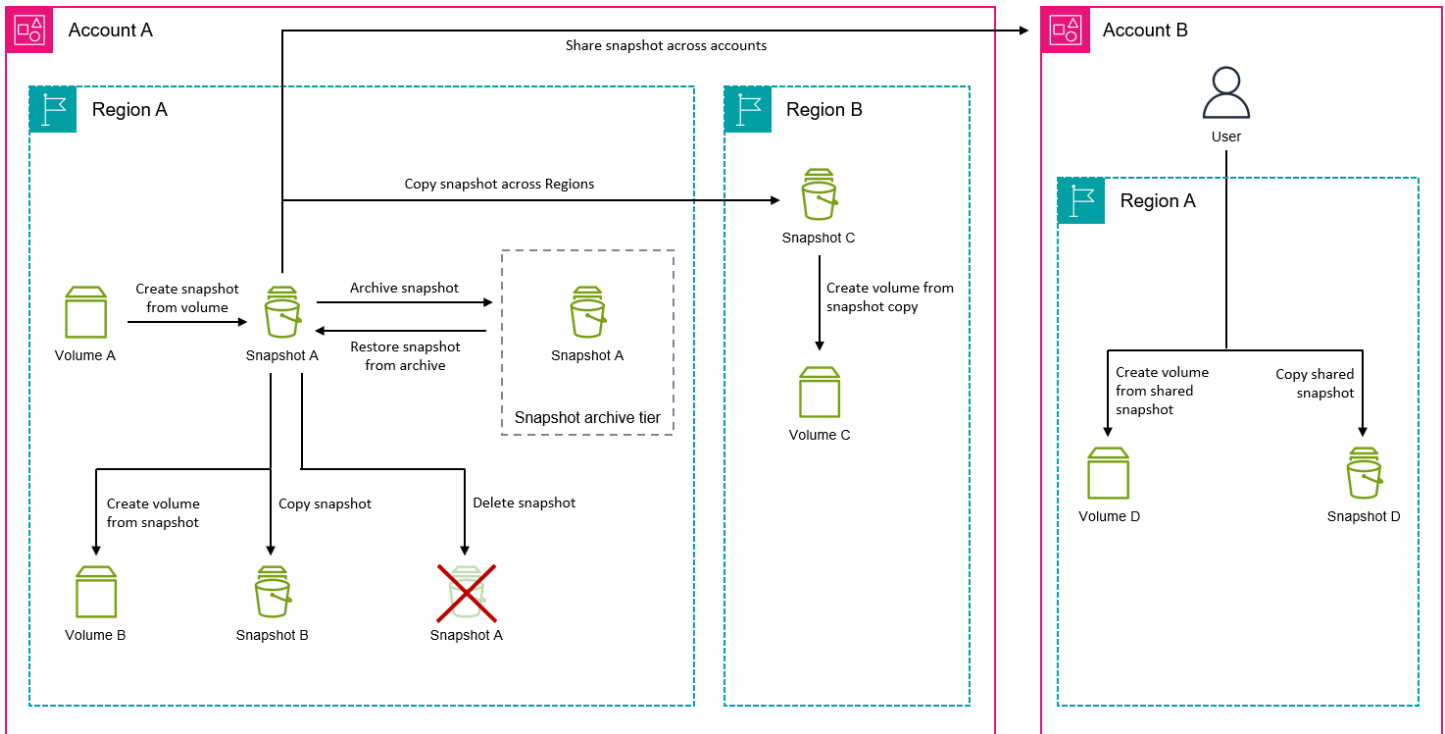 Account A
Share snapshot across accounts
Account B
Region A
Region B
User
Copy snapshot across Regions
Region A
Snapshot C
Create snapshot
from volume
Archive snapshot
Create volume from
snapshot copy
Volume A
Snapshot A
Restore snapshot
from archive
Snapshot A
Snapshot archive tier
Volume C
Create volume
from shared
snapshot
Copy shared
snapshot
Create volume
from snapshot
Copy snapshot
Delete snapshot
Volume D
Snapshot D
Volume B
Snapshot B
Snapshot A